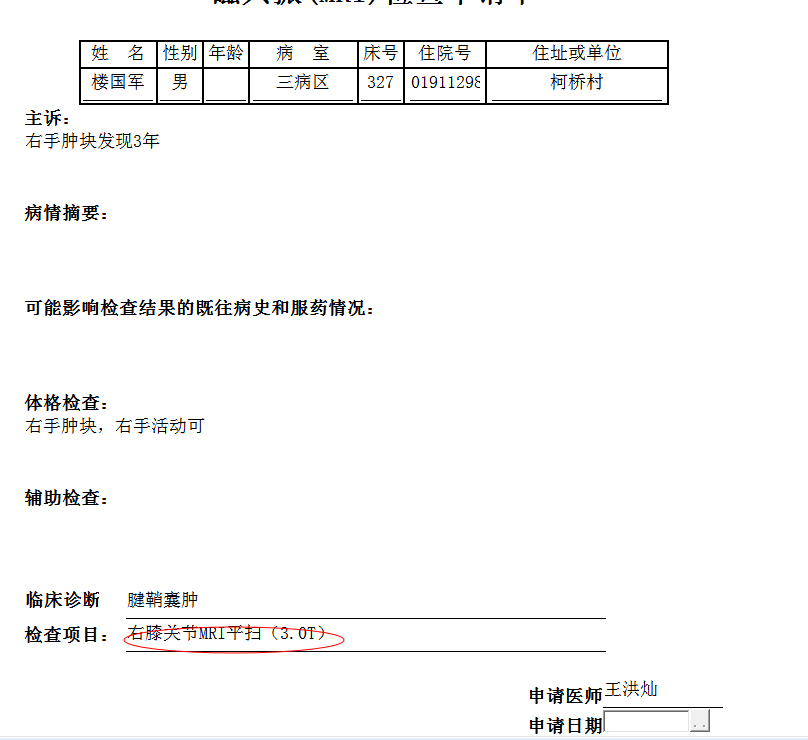 姓 名 性别 年龄 病 室 床号 住院号 住址或单位
楼国军 男 三病区 327 01911298 柯桥村
主诉：
右手肿块发现3年
病情摘要：
可能影响检查结果的既往病史和服药情况：
体格检查：
右手肿块，右手活动可
辅助检查：
临床诊断 腱鞘囊肿
检查项目： 右膝关节MRI平扫（3.0T）
申请医师 王洪灿
申请日期 ..